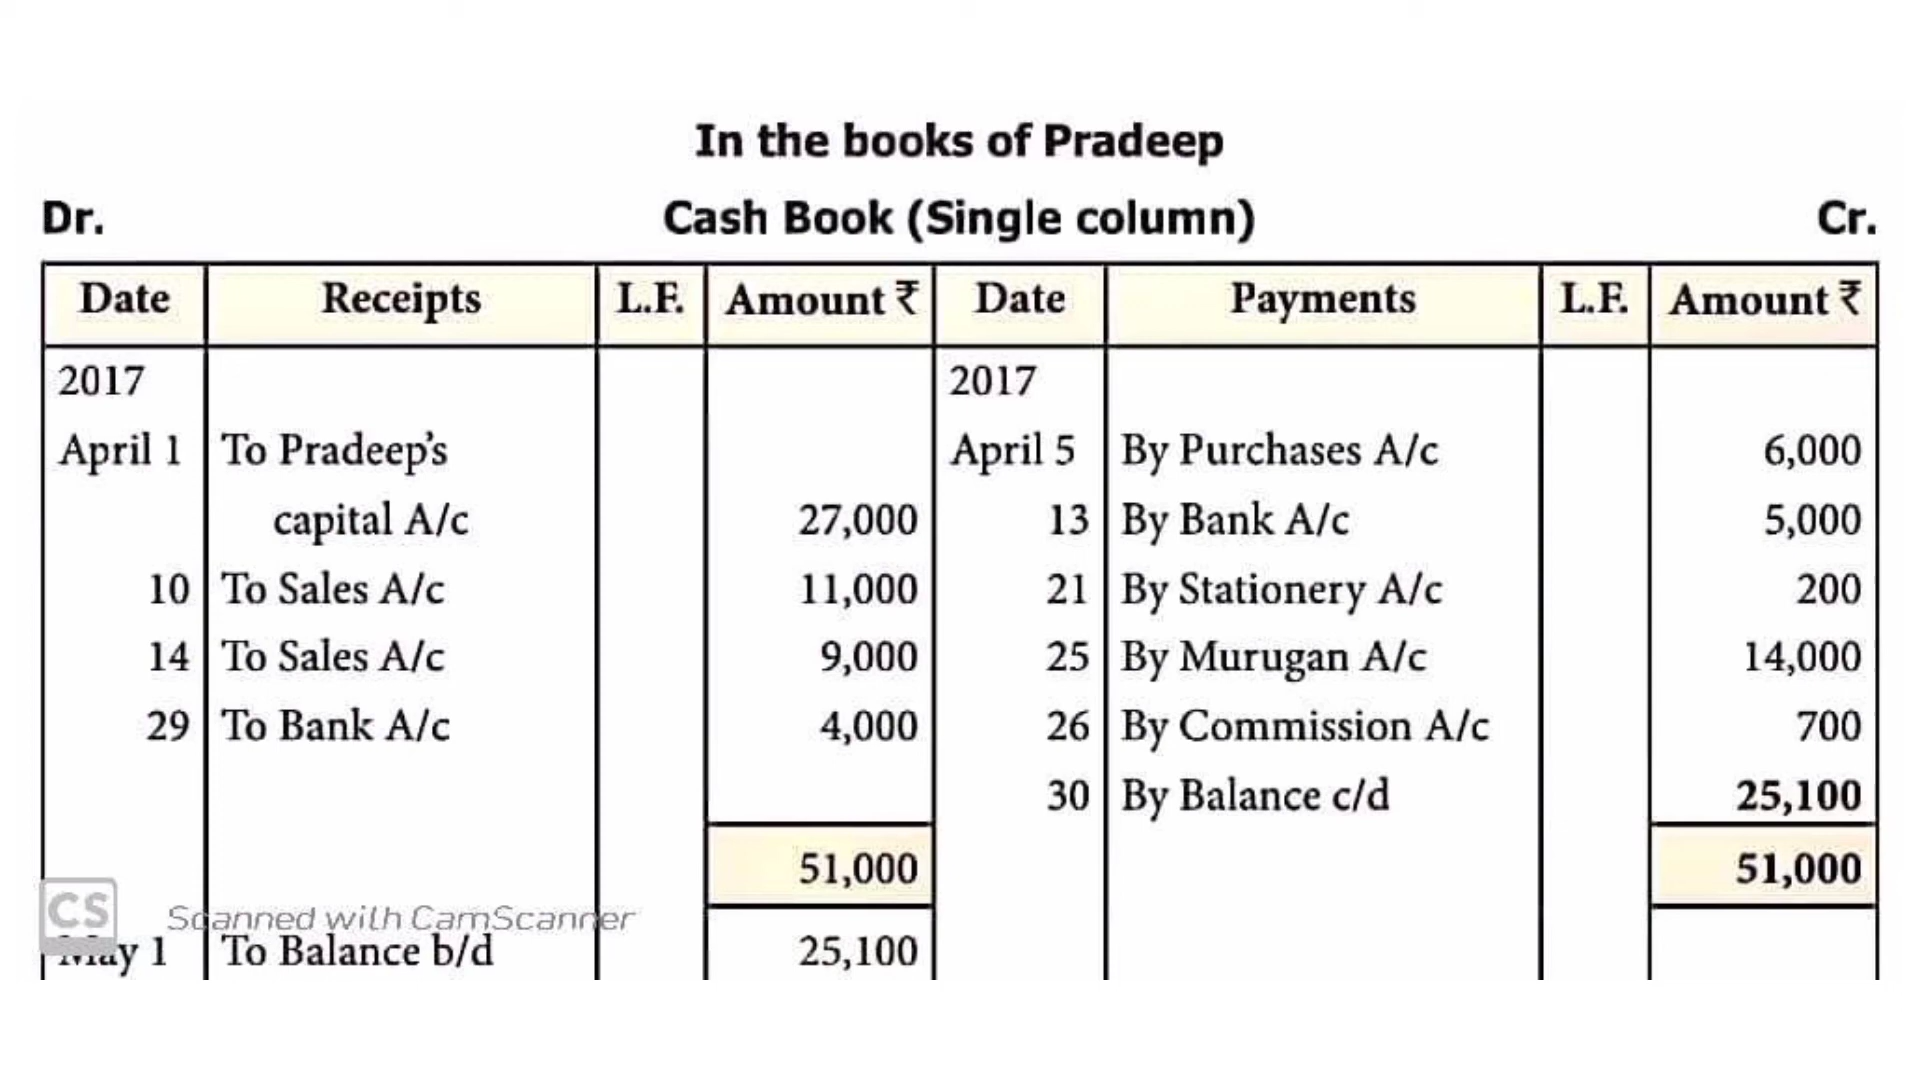 In the books of Pradeep
Dr. Cash Book (Single column) Cr.
Date Receipts L.F. Amount ₹ Date Payments L.F. Amount ₹
2017 2017
April 1 To Pradeep's April 5 By Purchases A/c 6,000
capital A/c 27,000 13 By Bank A/c 5,000
10 To Sales A/c 11,000 21 By Stationery A/c 200
14 To Sales A/c 9,000 25 By Murugan A/c 14,000
29 To Bank A/c 4,000 26 By Commission A/c 700
30 By Balance c/d 25,100
51,000 51,000
CS Scanned with CamScanner
May 1 To Balance b/d 25,100